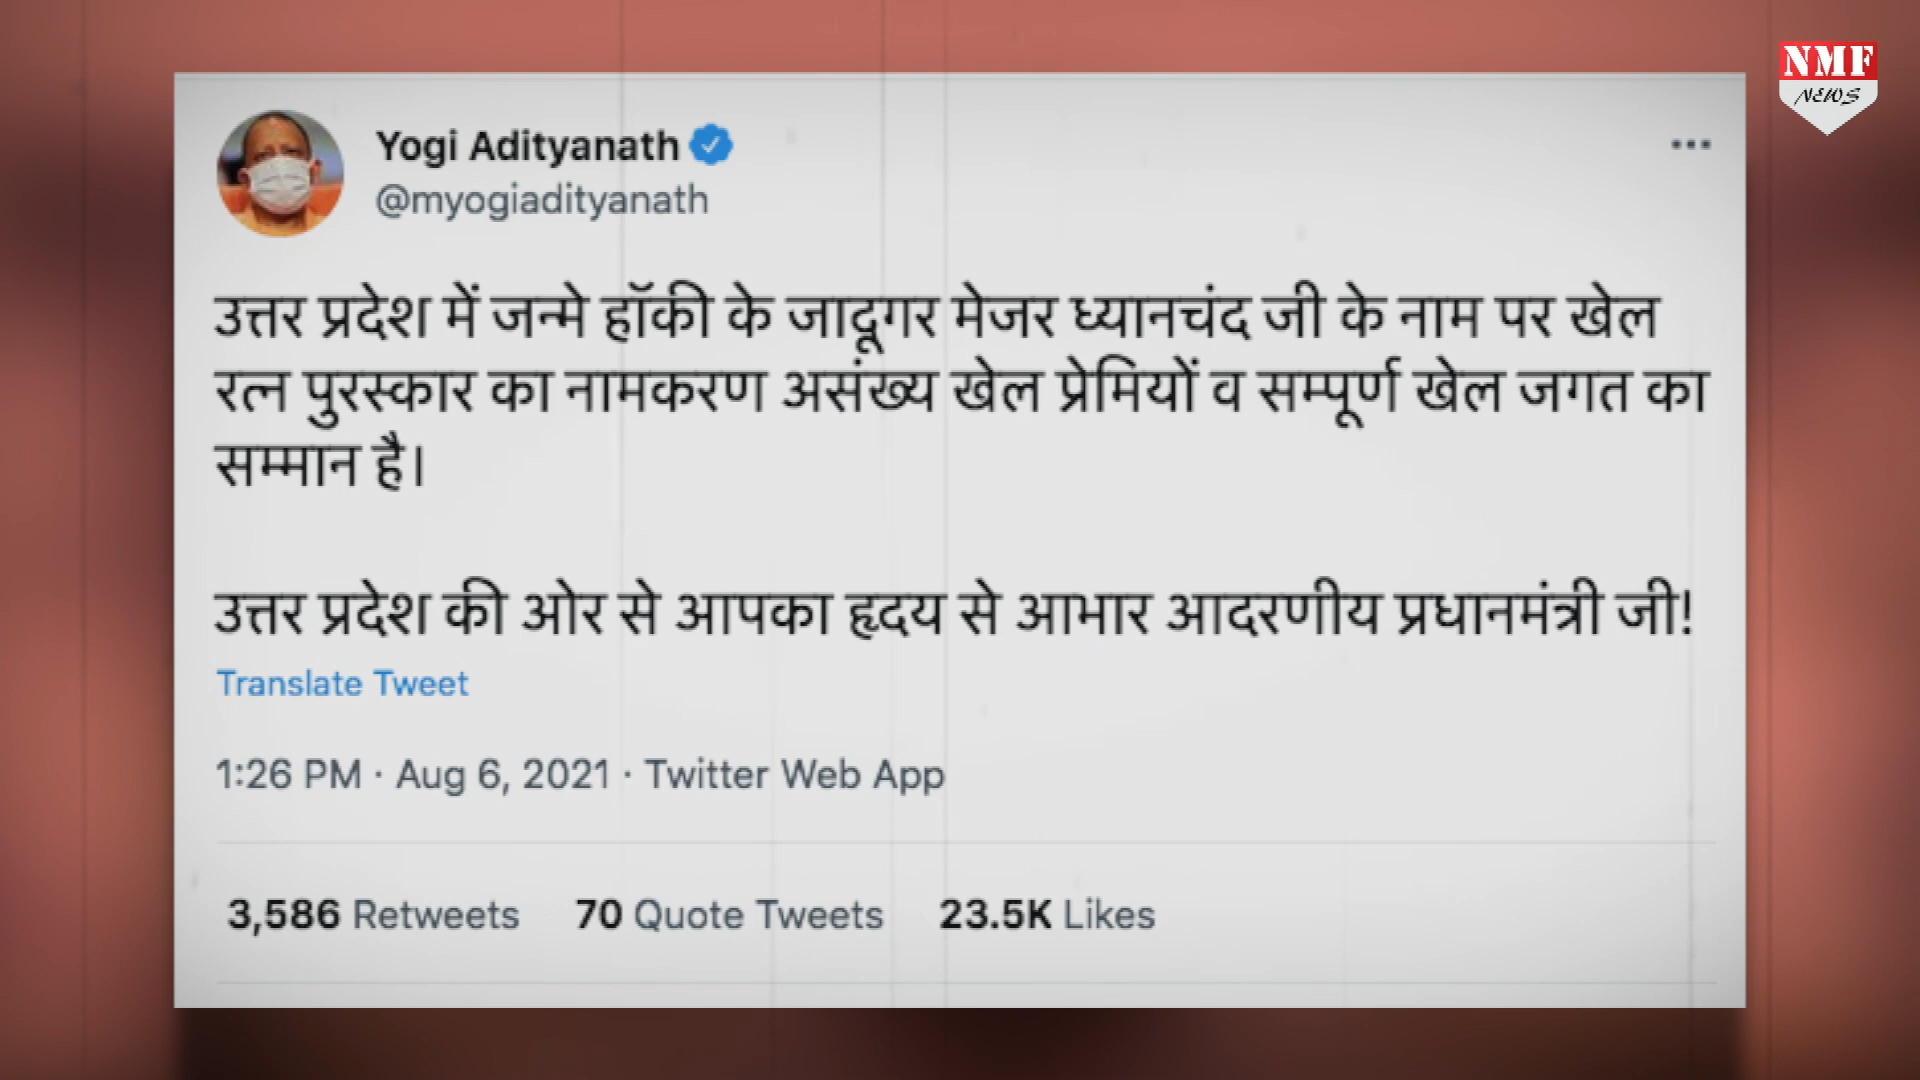 NMF
NEWS
Yogi Adityanath
@myogiadityanath
उत्तर प्रदेश में जन्मे हॉकी के जादूगर मेजर ध्यानचंद जी के नाम पर खेल
रत्न पुरस्कार का नामकरण असंख्य खेल प्रेमियों व सम्पूर्ण खेल जगत का
सम्मान है।
उत्तर प्रदेश की ओर से आपका हृदय से आभार आदरणीय प्रधानमंत्री जी!
Translate Tweet
1:26 PM · Aug 6, 2021 · Twitter Web App
3,586 Retweets 70 Quote Tweets 23.5K Likes